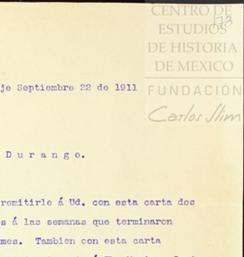 CENTRO DE
ESTUDIOS
DE HISTORIA
DE MEXICO
FUNDACIÓN
Carlos Slim
je Septiembre 22 de 1911
Durango.
remitirle á Ud. con esta carta dos
s á las semanas que terminaron
mes. Tambien con esta carta